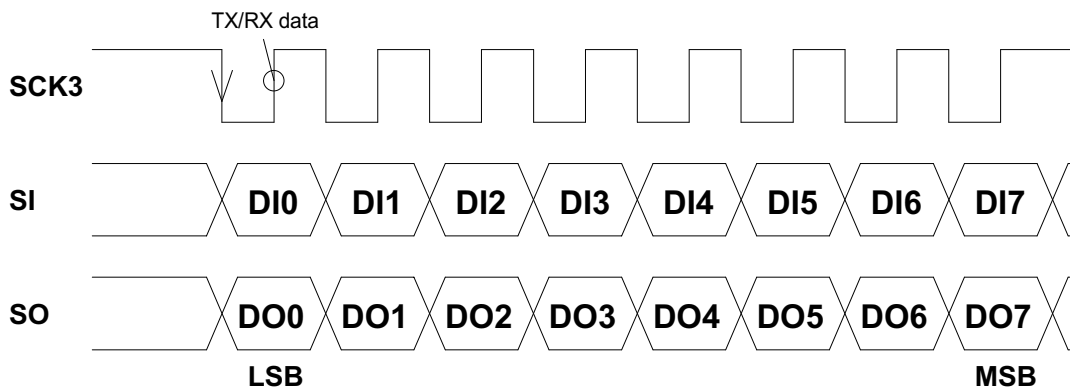 TX/RX data
SCK3
SI DI0 DI1 DI2 DI3 DI4 DI5 DI6 DI7
SO DO0 DO1 DO2 DO3 DO4 DO5 DO6 DO7
LSB MSB